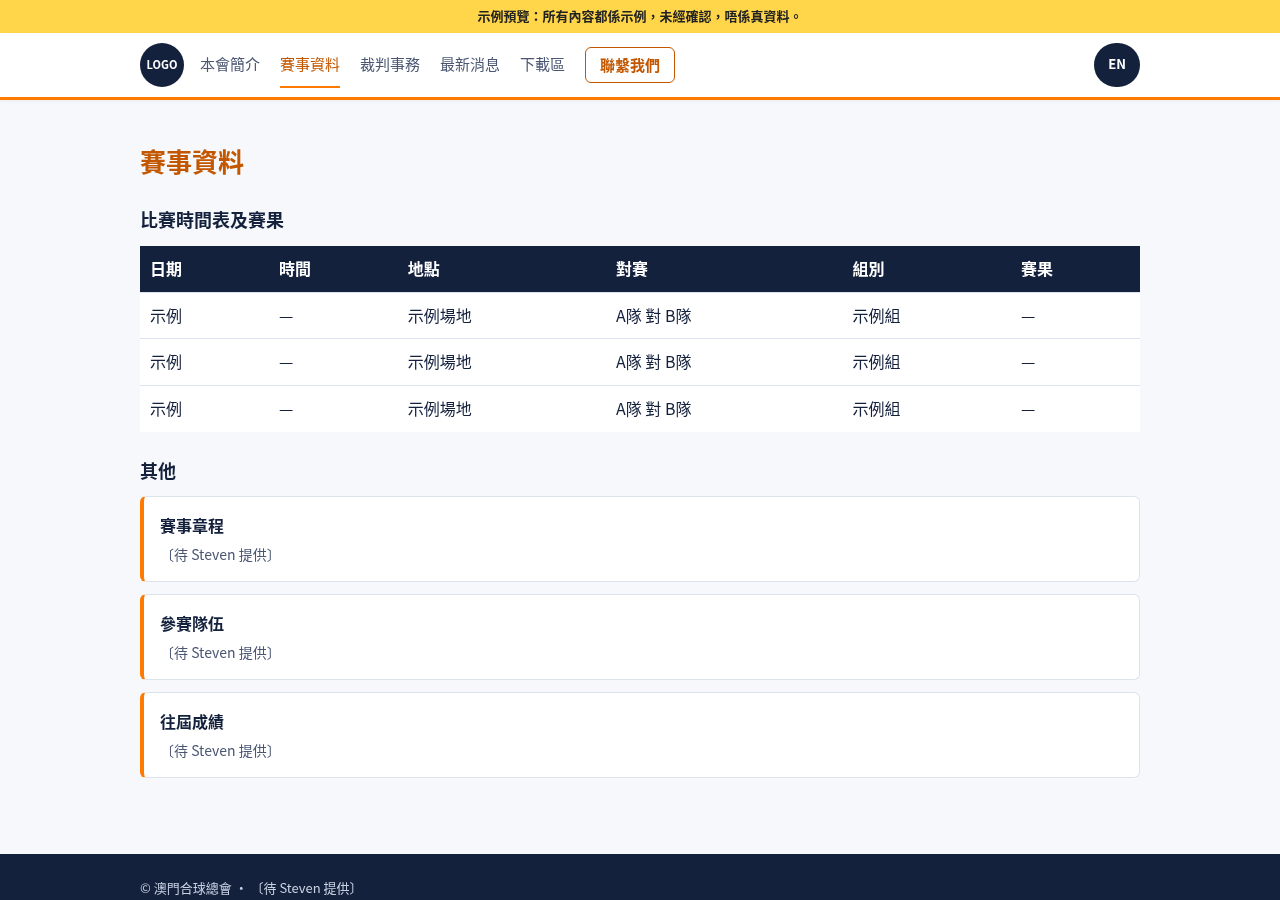 示例預覽：所有內容都係示例，未經確認，唔係真資料。
LOGO 本會簡介 賽事資料 裁判事務 最新消息 下載區 聯繫我們 EN
賽事資料
比賽時間表及賽果
日期 時間 地點 對賽 組別 賽果
示例 — 示例場地 A隊 對 B隊 示例組 —
示例 — 示例場地 A隊 對 B隊 示例組 —
示例 — 示例場地 A隊 對 B隊 示例組 —
其他
賽事章程
〔待 Steven 提供〕
參賽隊伍
〔待 Steven 提供〕
往屆成績
〔待 Steven 提供〕
© 澳門合球總會 · 〔待 Steven 提供〕